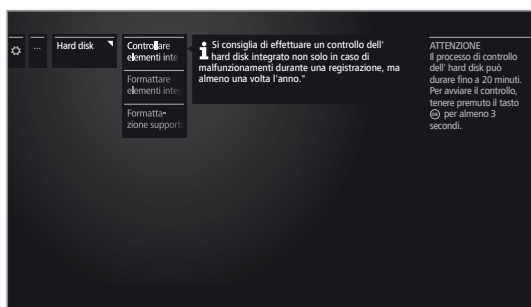 ...
Hard disk
Controllare
elementi inte
Formattare
elementi integ
Formatta-
zione support
i Si consiglia di effettuare un controllo dell'
hard disk integrato non solo in caso di
malfunzionamenti durante una registrazione, ma
almeno una volta l'anno."
ATTENZIONE
Il processo di controllo
dell' hard disk può
durare fino a 20 minuti.
Per avviare il controllo,
tenere premuto il tasto
OK per almeno 3
secondi.